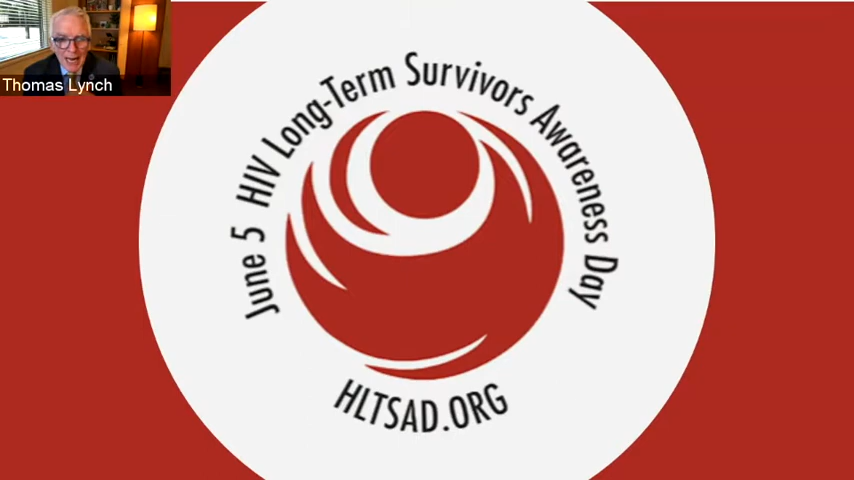 Thomas Lynch
June 5 HIV Long-Term Survivors Awareness Day
HLTSAD.ORG